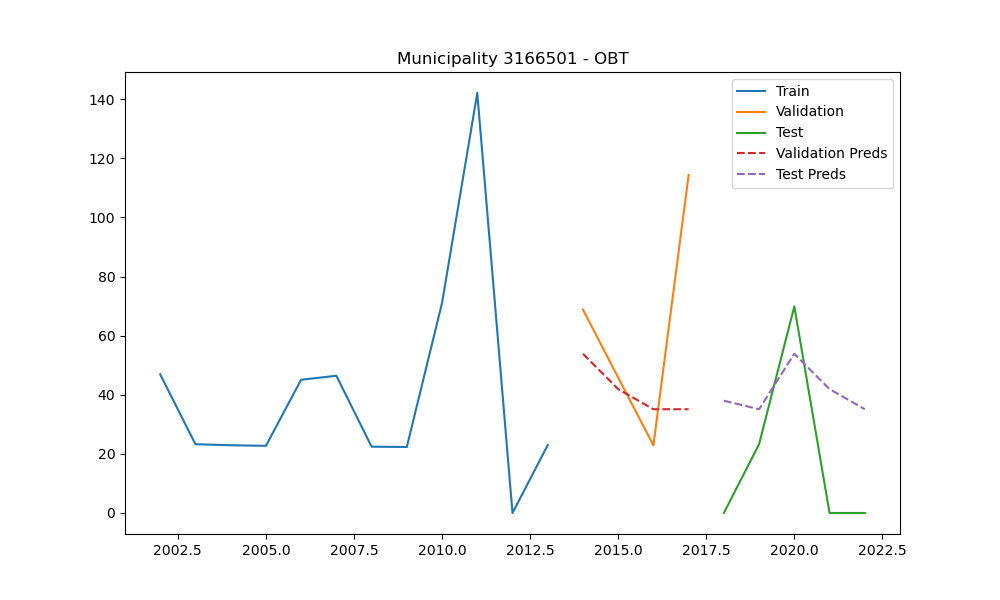 Municipality 3166501 - OBT
Train
Validation
Test
Validation Preds
Test Preds
140
120
100
80
60
40
20
0
2002.5 2005.0 2007.5 2010.0 2012.5 2015.0 2017.5 2020.0 2022.5